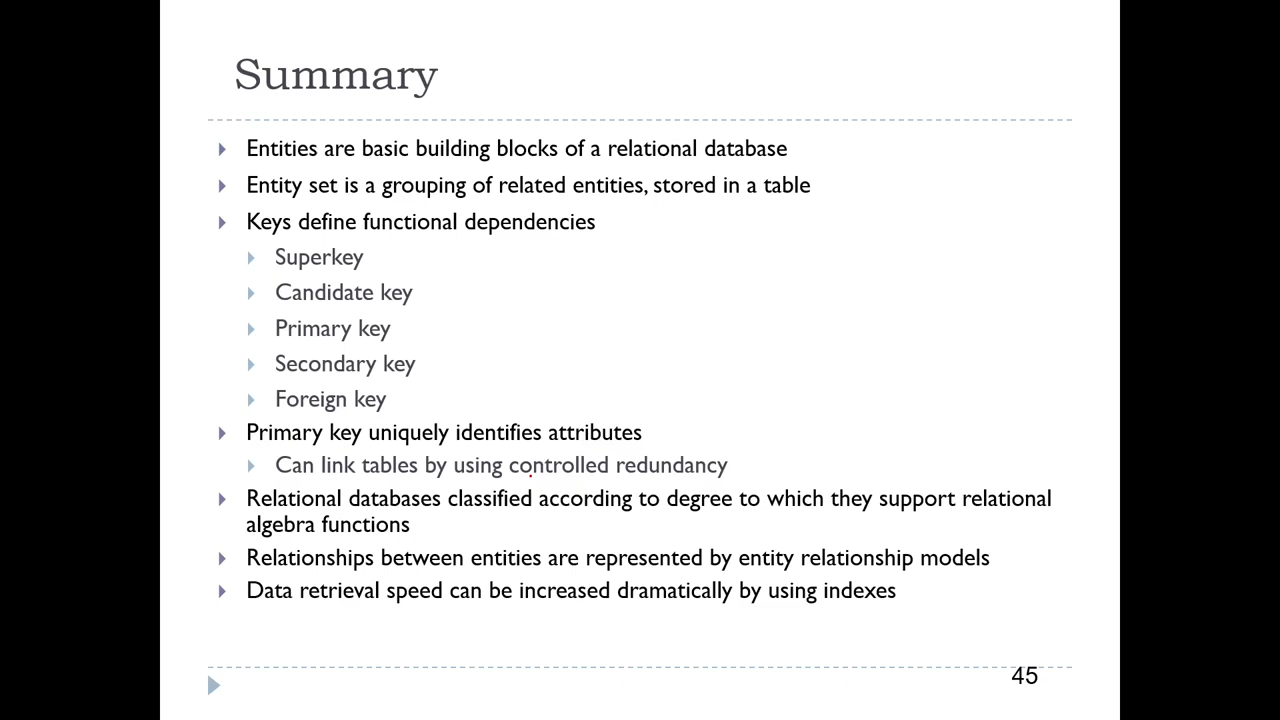 Summary
Entities are basic building blocks of a relational database
Entity set is a grouping of related entities, stored in a table
Keys define functional dependencies
Superkey
Candidate key
Primary key
Secondary key
Foreign key
Primary key uniquely identifies attributes
Can link tables by using controlled redundancy
Relational databases classified according to degree to which they support relational
algebra functions
Relationships between entities are represented by entity relationship models
Data retrieval speed can be increased dramatically by using indexes
45